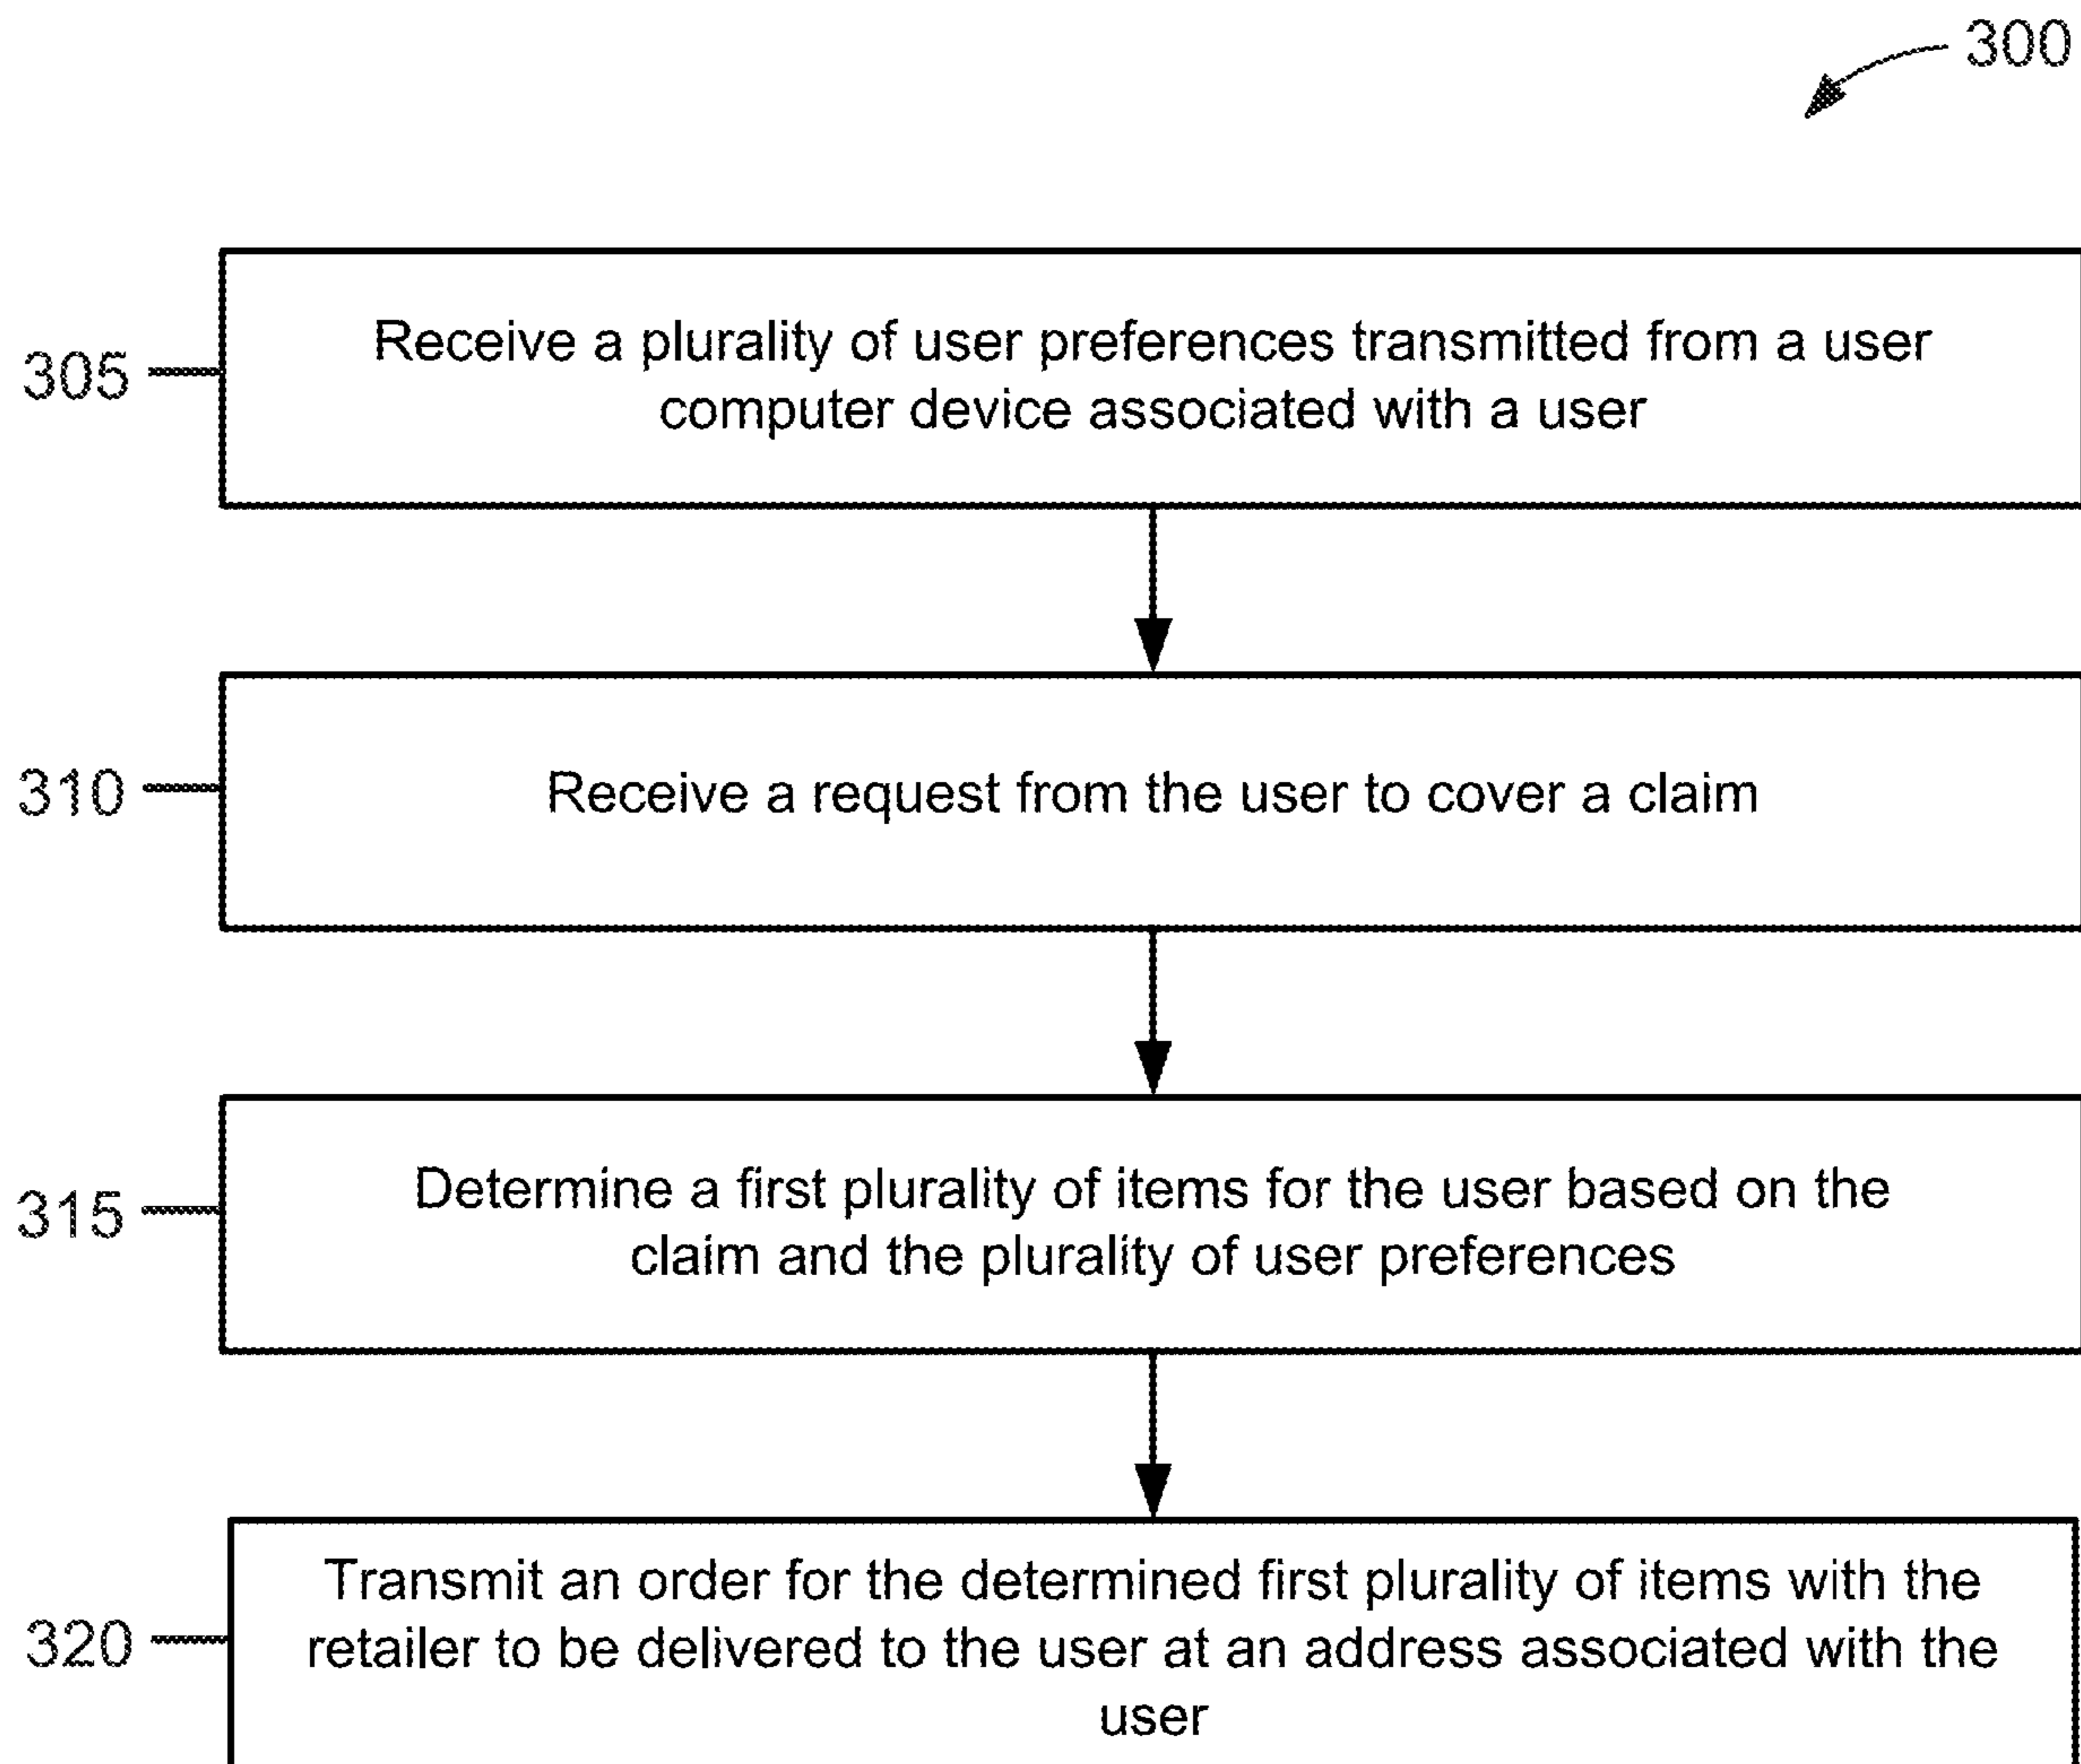 300
305
Receive a plurality of user preferences transmitted from a user
computer device associated with a user
310
Receive a request from the user to cover a claim
315
Determine a first plurality of items for the user based on the
claim and the plurality of user preferences
320
Transmit an order for the determined first plurality of items with the
retailer to be delivered to the user at an address associated with the
user